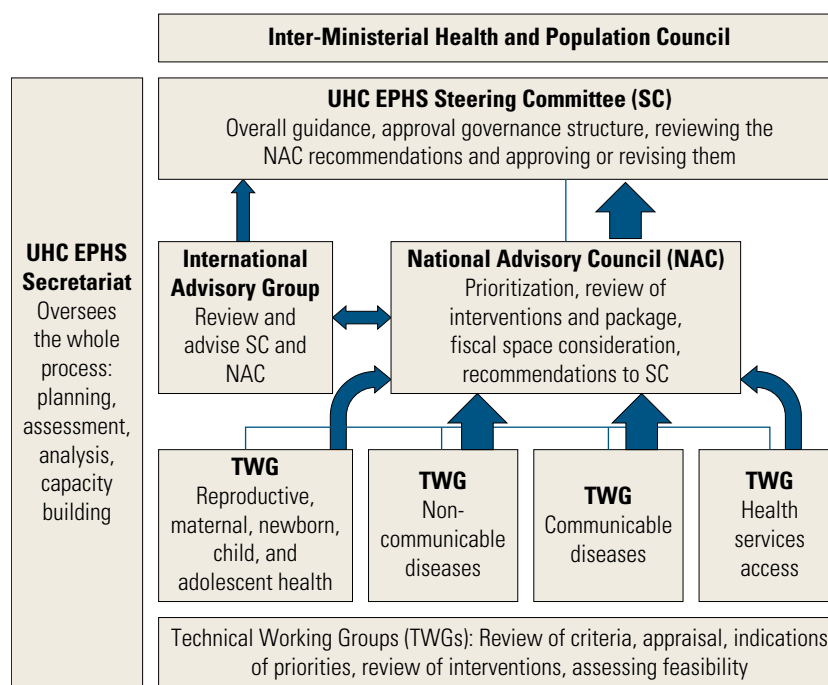 Inter-Ministerial Health and Population Council
UHC EPHS Steering Committee (SC)
Overall guidance, approval governance structure, reviewing the
NAC recommendations and approving or revising them
UHC EPHS
Secretariat
Oversees
the whole
process:
planning,
assessment,
analysis,
capacity
building
International
Advisory Group
Review and
advise SC and
NAC
National Advisory Council (NAC)
Prioritization, review of
interventions and package,
fiscal space consideration,
recommendations to SC
TWG
Reproductive,
maternal, newborn,
child, and
adolescent health
TWG
Non-
communicable
diseases
TWG
Communicable
diseases
TWG
Health
services
access
Technical Working Groups (TWGs): Review of criteria, appraisal, indications
of priorities, review of interventions, assessing feasibility